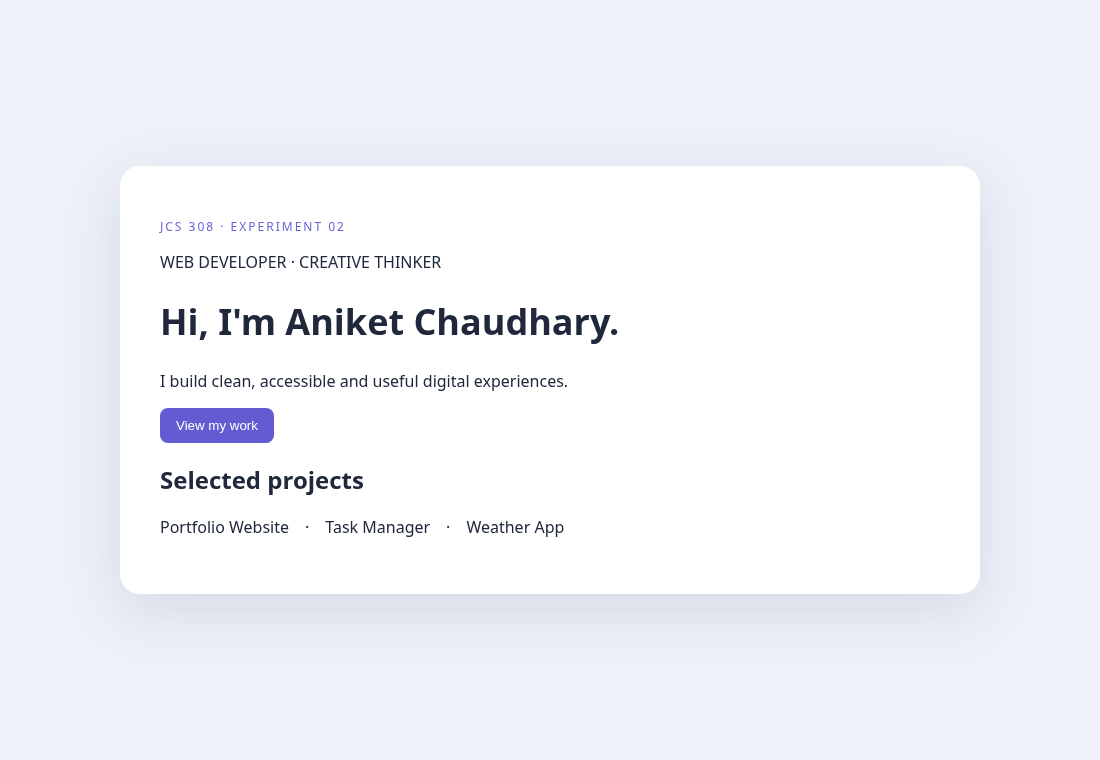 JCS 308 · EXPERIMENT 02
WEB DEVELOPER · CREATIVE THINKER
Hi, I'm Aniket Chaudhary.
I build clean, accessible and useful digital experiences.
View my work
Selected projects
Portfolio Website · Task Manager · Weather App